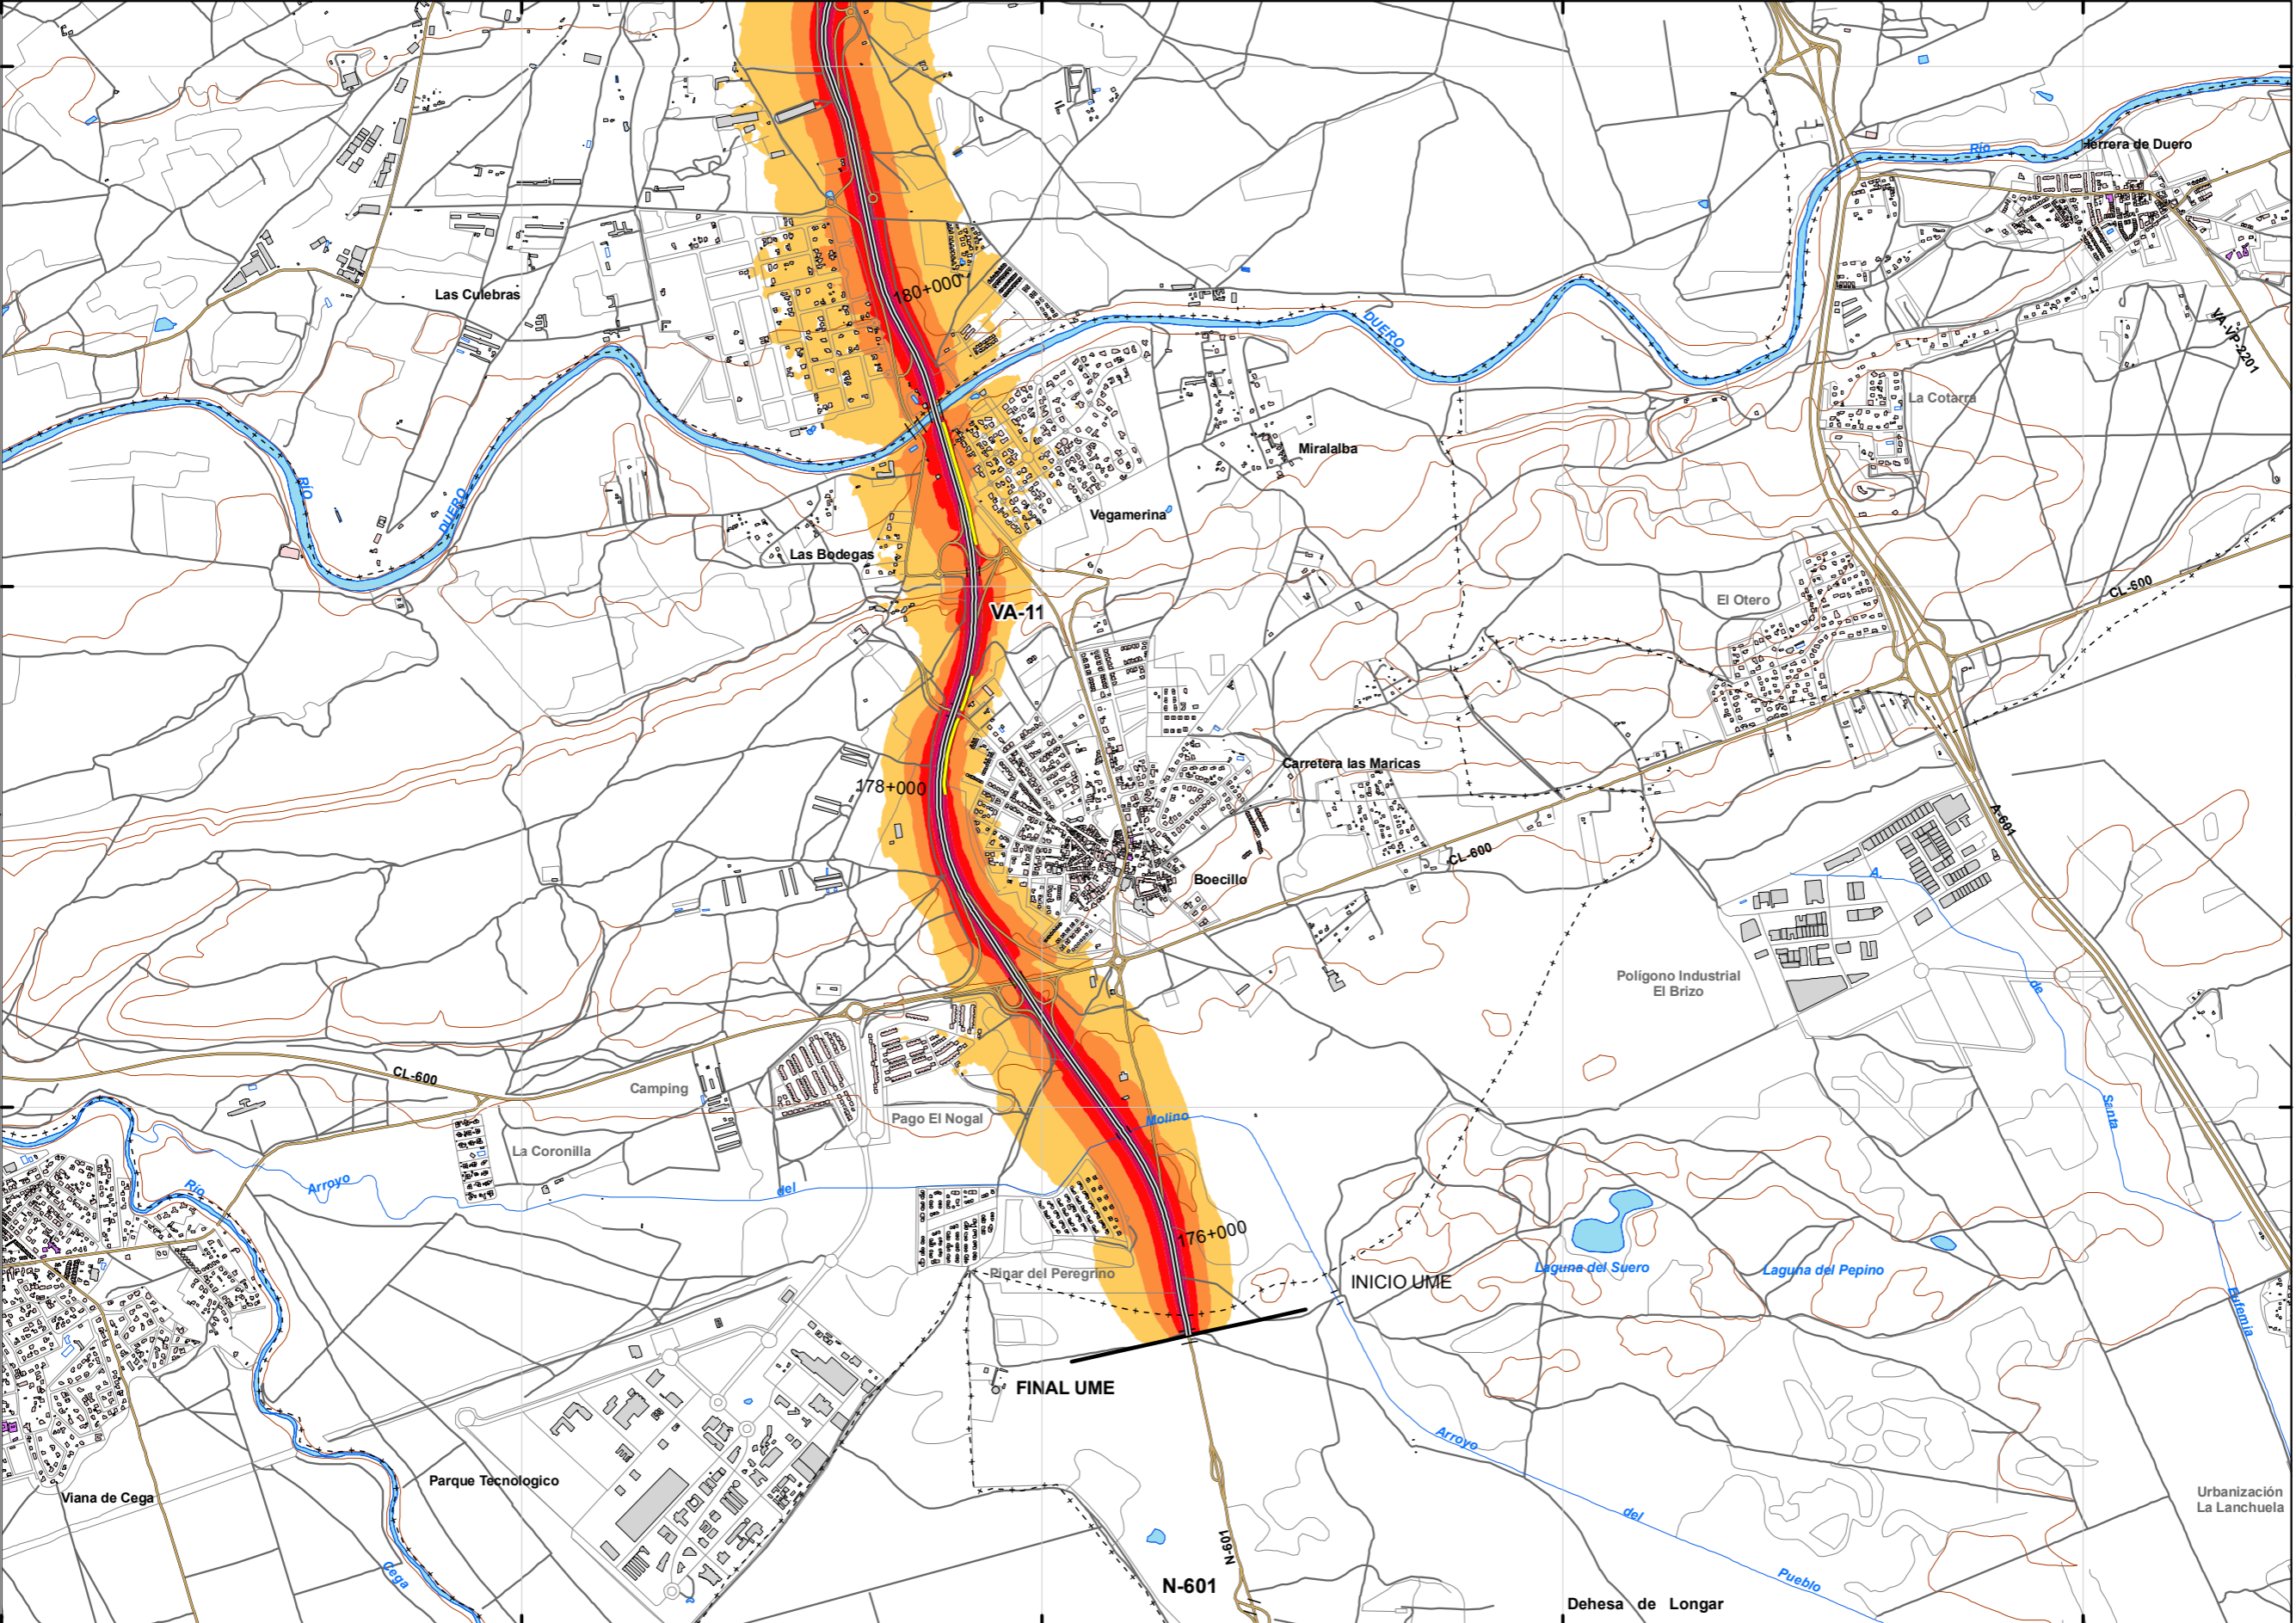 Río
Herrera de Duero
Las Culebras
180+000
DUERO
VA-VP-2201
La Cotarra
Miralalba
RÍO
DUERO
Vegamerina
Las Bodegas
CL-600
El Otero
VA-11
Carretera las Maricas
178+000
A-601
CL-600
Boecillo
A.
Polígono Industrial
El Brizo
de
CL-600
Camping
Santa
Pago El Nogal
Molino
La Coronilla
Arroyo
Río
del
176+000
Laguna del Suero
Laguna del Pepino
Pinar del Peregrino
INICIO UME
Eufemia
FINAL UME
Arroyo
Parque Tecnologico
Viana de Cega
Urbanización
La Lanchuela
del
N-601
Cega
Pueblo
N-601
Dehesa de Longar